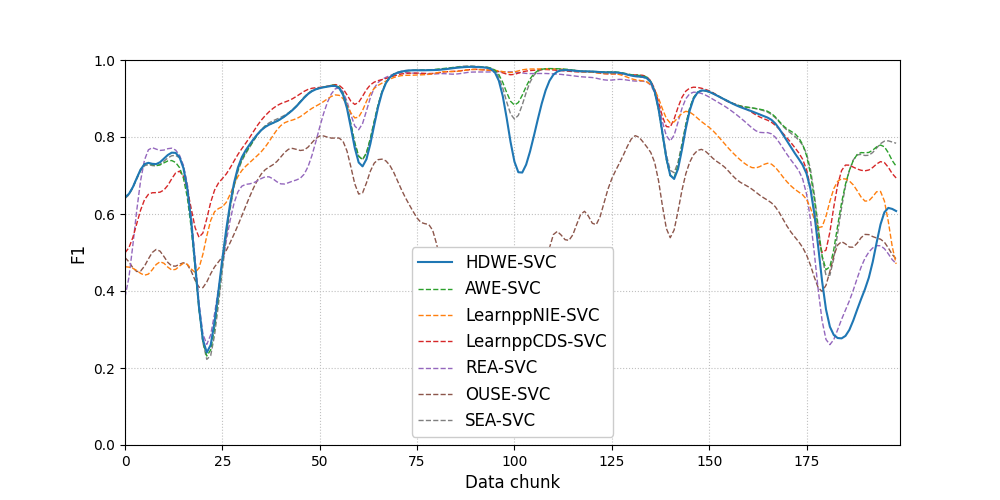 1.0
0.8
0.6
0.4
0.2
0.0
F1
HDWE-SVC
AWE-SVC
LearnppNIE-SVC
LearnppCDS-SVC
REA-SVC
OUSE-SVC
SEA-SVC
0 25 50 75 100 125 150 175
Data chunk